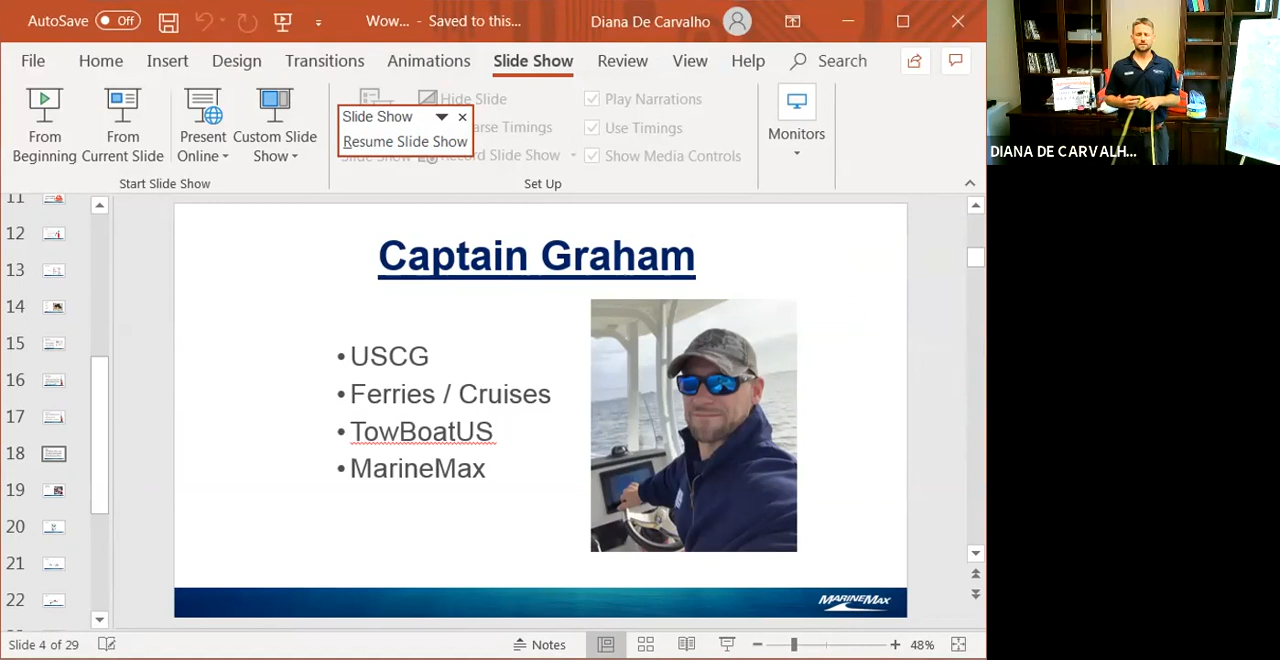 AutoSave Off Wow... - Saved to this... Diana De Carvalho
File Home Insert Design Transitions Animations Slide Show Review View Help Search
From Beginning
From Current Slide
Present Online
Custom Slide Show
Start Slide Show
Slide Show
Resume Slide Show
Hide Slide
Timings
Record Slide Show
Play Narrations
Use Timings
Show Media Controls
Set Up
Monitors
DIANA DE CARVALH...
11
12
13
14
15
16
17
18
19
20
21
22
Captain Graham
• USCG
• Ferries / Cruises
• TowBoatUS
• MarineMax
MARINEMAX
Slide 4 of 29 Notes 48%